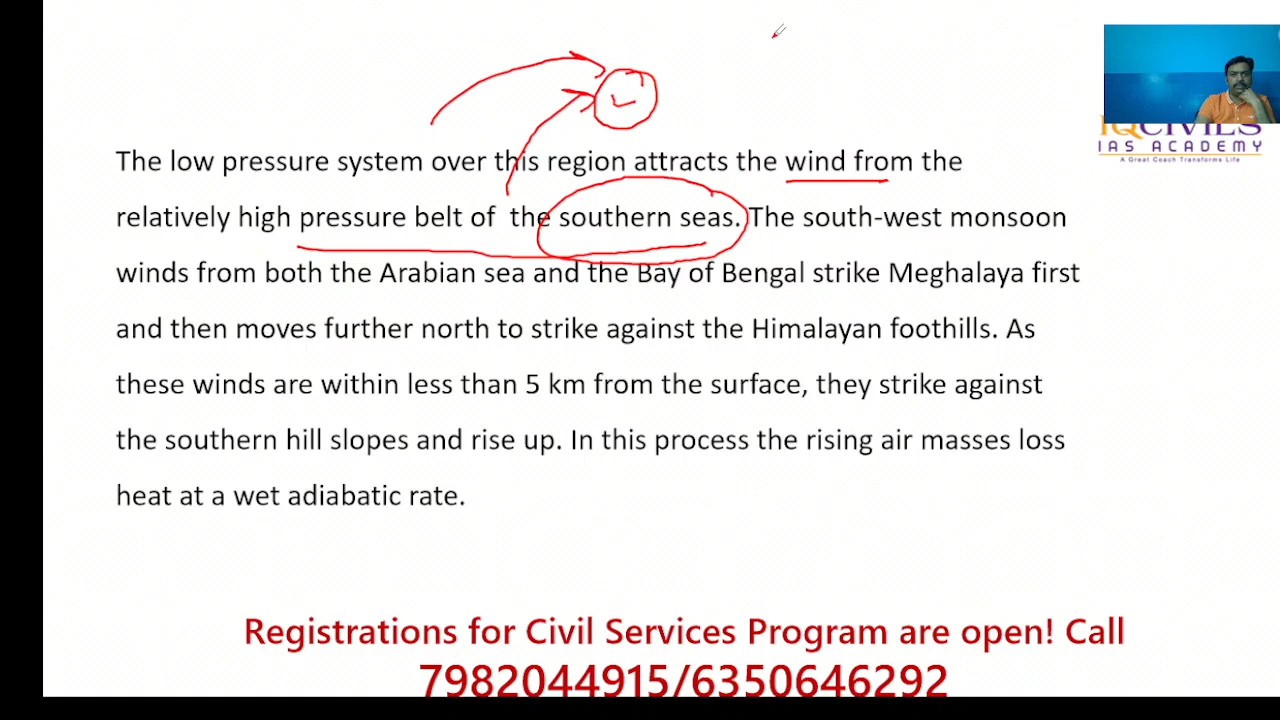 IQCIVILS
IAS ACADEMY
A Great Coach Transforms Life
The low pressure system over this region attracts the wind from the
relatively high pressure belt of the southern seas. The south-west monsoon
winds from both the Arabian sea and the Bay of Bengal strike Meghalaya first
and then moves further north to strike against the Himalayan foothills. As
these winds are within less than 5 km from the surface, they strike against
the southern hill slopes and rise up. In this process the rising air masses loss
heat at a wet adiabatic rate.
Registrations for Civil Services Program are open! Call
7982044915/6350646292